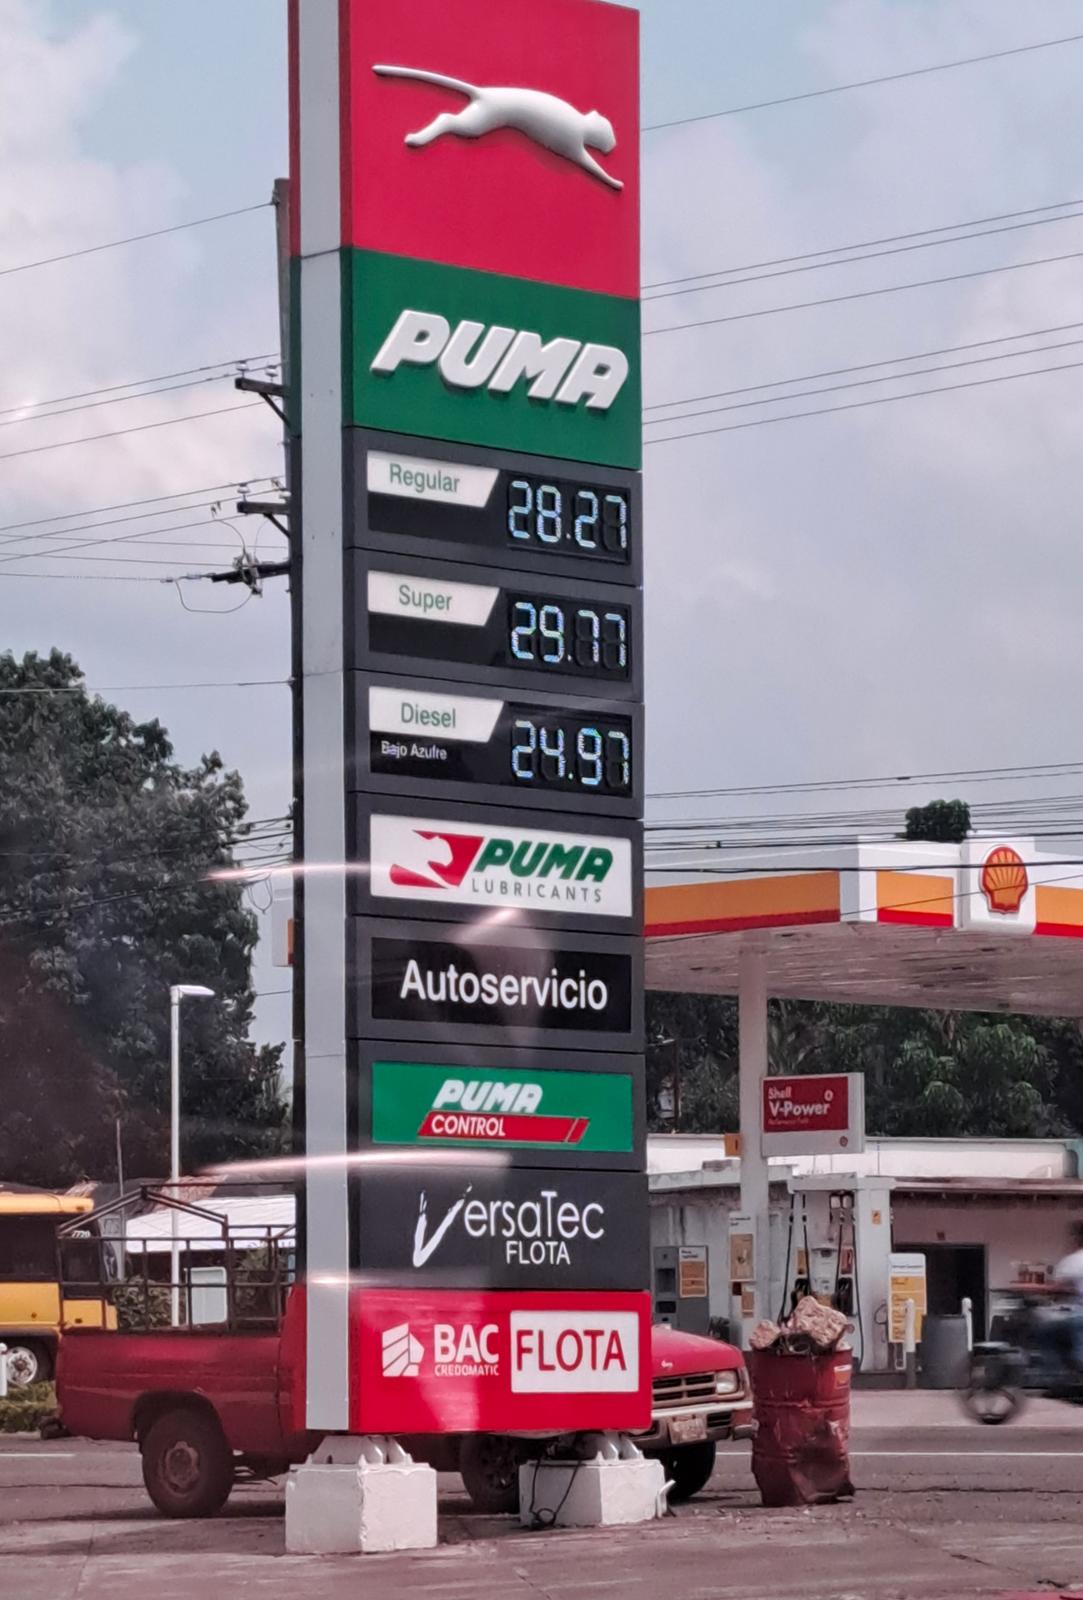 PUMA
Regular
28.27
Super
29.77
Diesel
Bajo Azufre
24.97
PUMA
LUBRICANTS
Autoservicio
PUMA
CONTROL
VersaTec
FLOTA
BAC
CREDOMATIC
FLOTA
Shell
V-Power